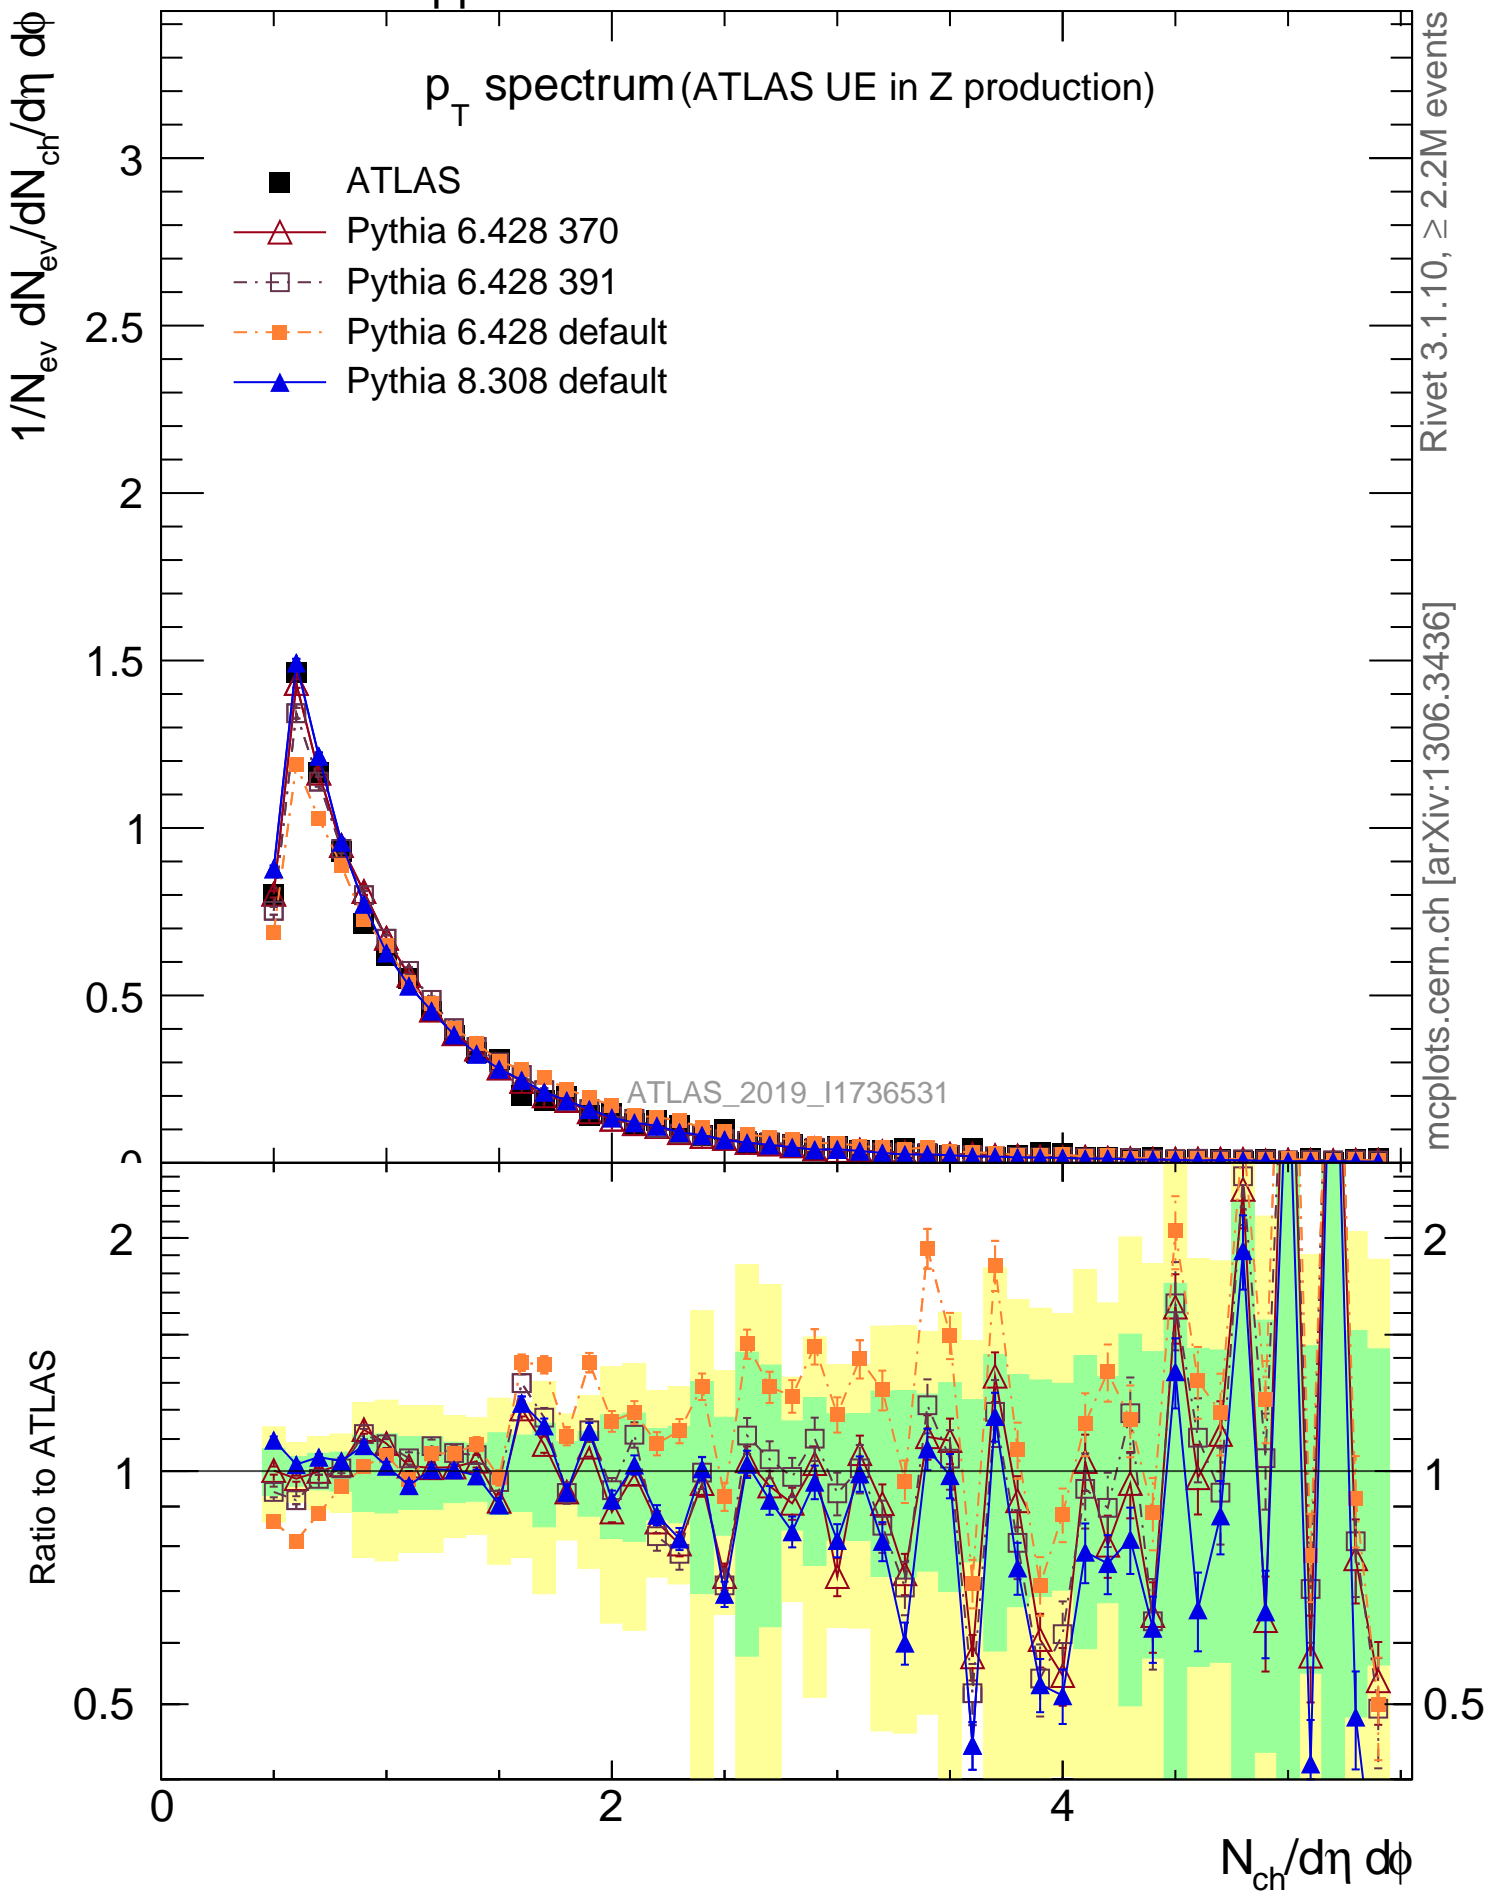 pp
1/N_ev dN_ev/dN_ch/dη dϕ
p_T spectrum (ATLAS UE in Z production)
ATLAS
Pythia 6.428 370
Pythia 6.428 391
Pythia 6.428 default
Pythia 8.308 default
3
2.5
2
1.5
1
0.5
0
ATLAS_2019_I1736531
Rivet 3.1.10, ≥ 2.2M events
mcplots.cern.ch [arXiv:1306.3436]
Ratio to ATLAS
2
1
0.5
2
1
0.5
0
2
4
N_ch/dη dϕ